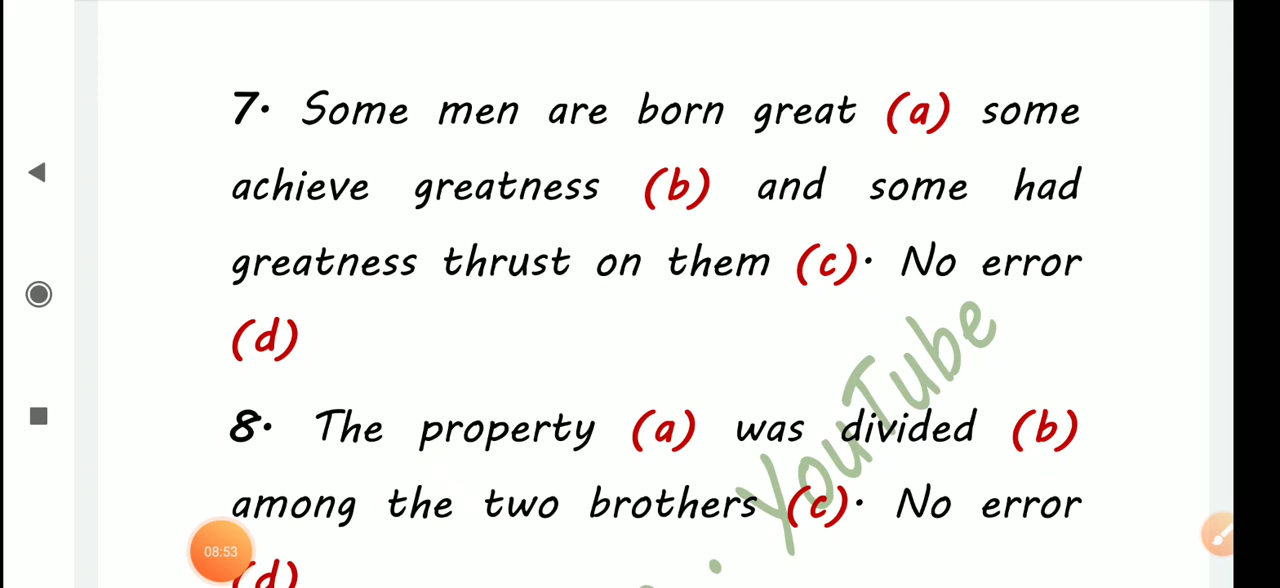 7. Some men are born great (a) some
achieve greatness (b) and some had
greatness thrust on them (c). No error
(d)
8. The property (a) was divided (b)
among the two brothers (c). No error
(d)
YouTube
08:53